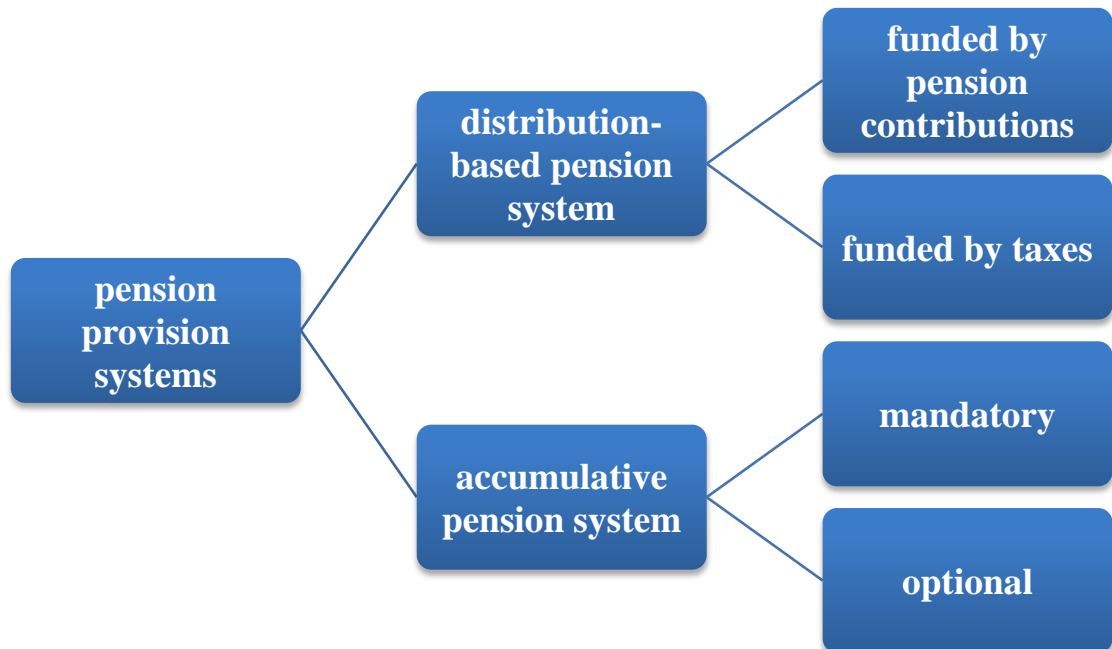 pension
provision
systems
distribution-
based pension
system
accumulative
pension system
funded by
pension
contributions
funded by taxes
mandatory
optional